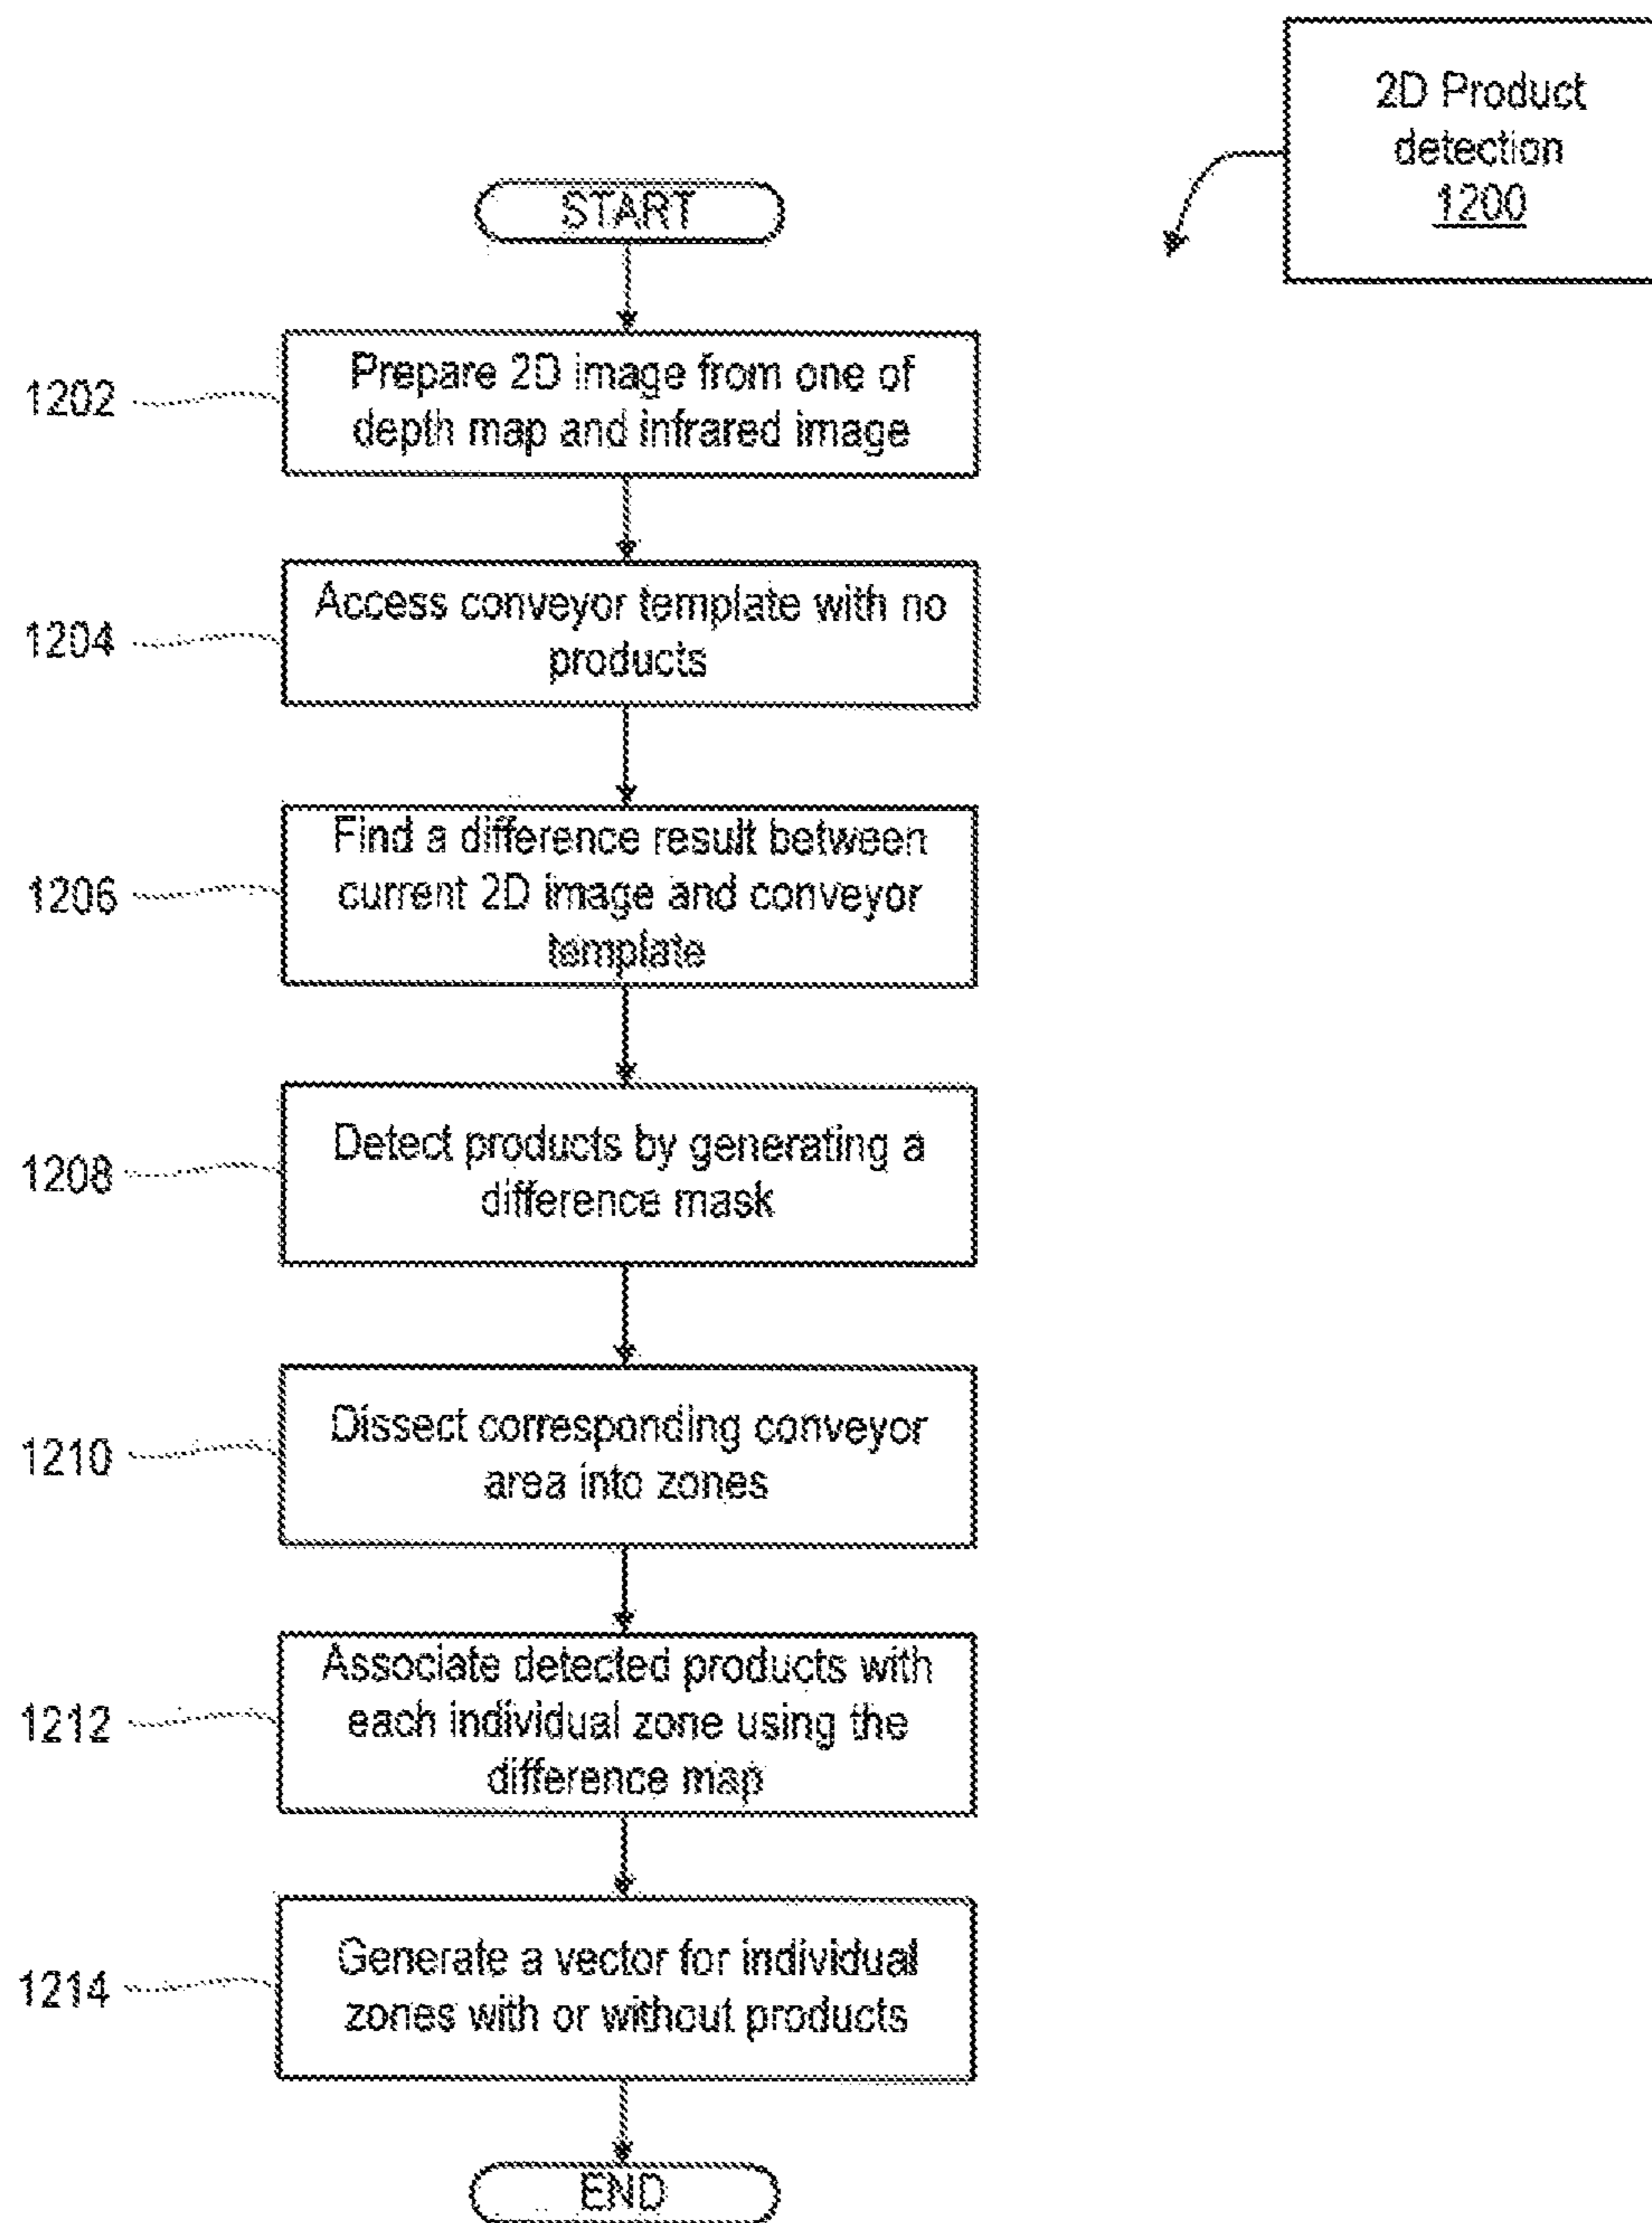 2D Product
detection
1200
START
1202
Prepare 2D image from one of
depth map and infrared image
1204
Access conveyor template with no
products
1206
Find a difference result between
current 2D image and conveyor
template
1208
Detect products by generating a
difference mask
1210
Dissect corresponding conveyor
area into zones
1212
Associate detected products with
each individual zone using the
difference map
1214
Generate a vector for individual
zones with or without products
END